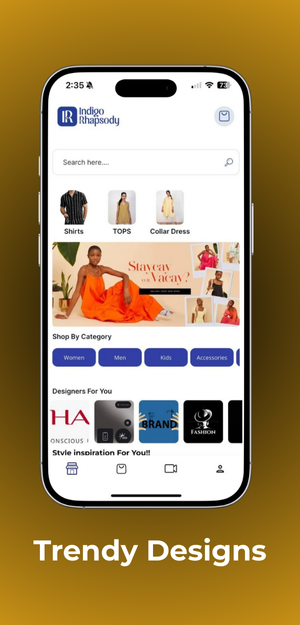 2:35
73
IR Indigo
Rhapsody
Search here....
Shirts
TOPS
Collar Dress
Staycay
OR Vacay?
Shop By Category
Women
Men
Kids
Accessories
Designers For You
HA
ONSCIOUS
BRAND
FASHION
Style inspiration For You!!
Trendy Designs